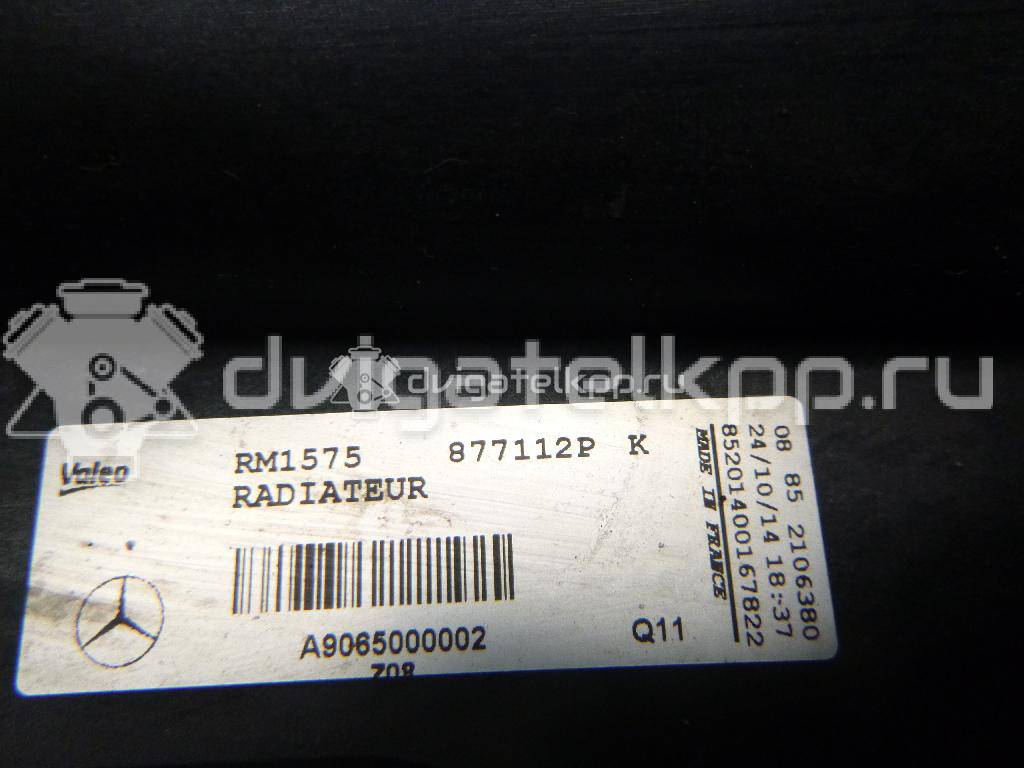 dvigatelkpp.ru
dvigatelkpp.ru
Valeo
RM1575 877112P K
RADIATEUR
A9065000002
Z08
Q11
MADE IN FRANCE
08 85 2106380
24/10/14 18:37
85201400167822